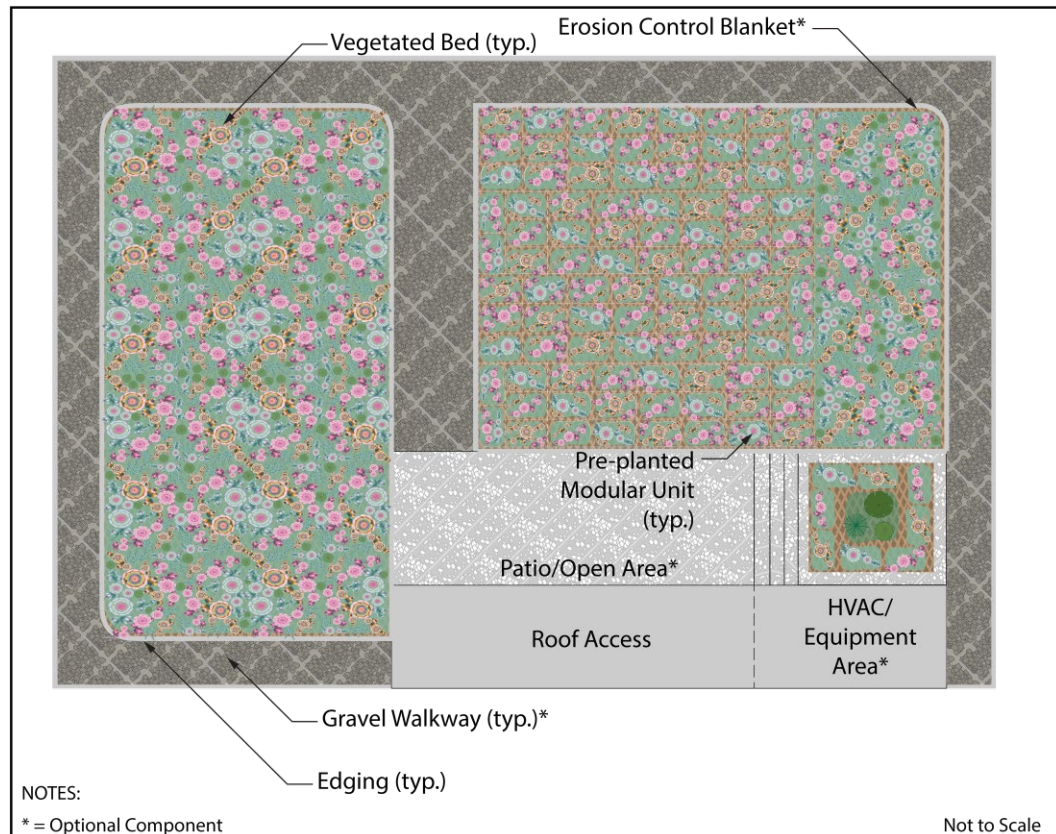 Erosion Control Blanket*
Vegetated Bed (typ.)
Pre-planted
Modular Unit
(typ.)
Patio/Open Area*
Roof Access
HVAC/
Equipment
Area*
Gravel Walkway (typ.)*
Edging (typ.)
NOTES:
* = Optional Component
Not to Scale